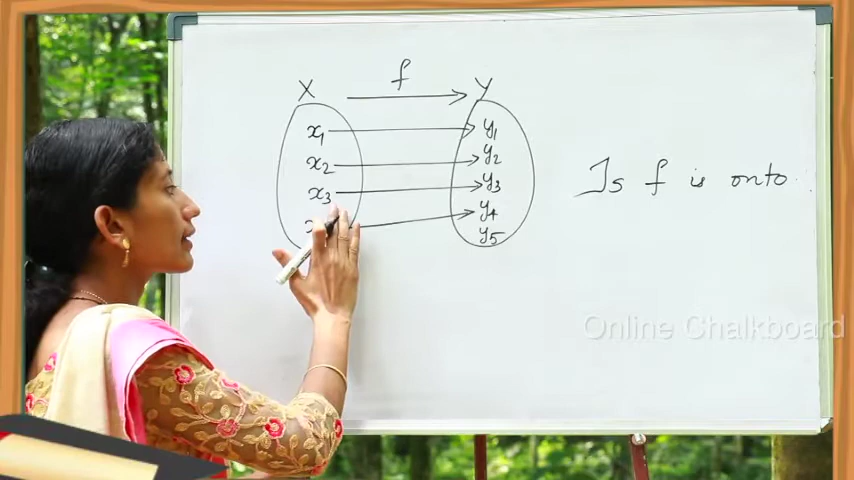 f
X Y
x1 y1
x2 y2
x3 y3
y4
y5
Is f is onto
Online Chalkboard